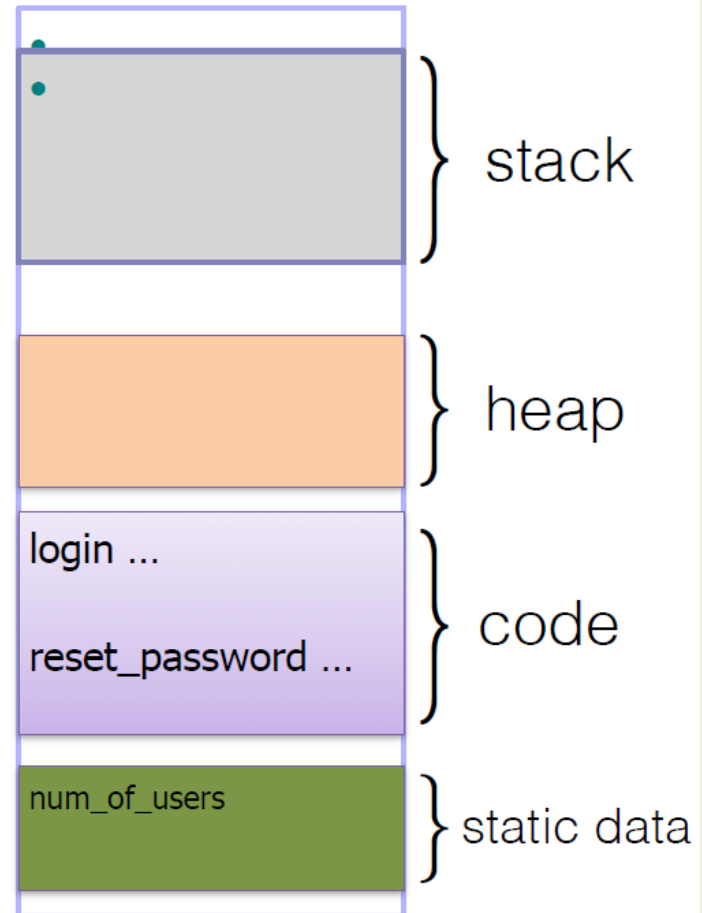 stack
heap
login ...
code
reset_password ...
num_of_users
static data